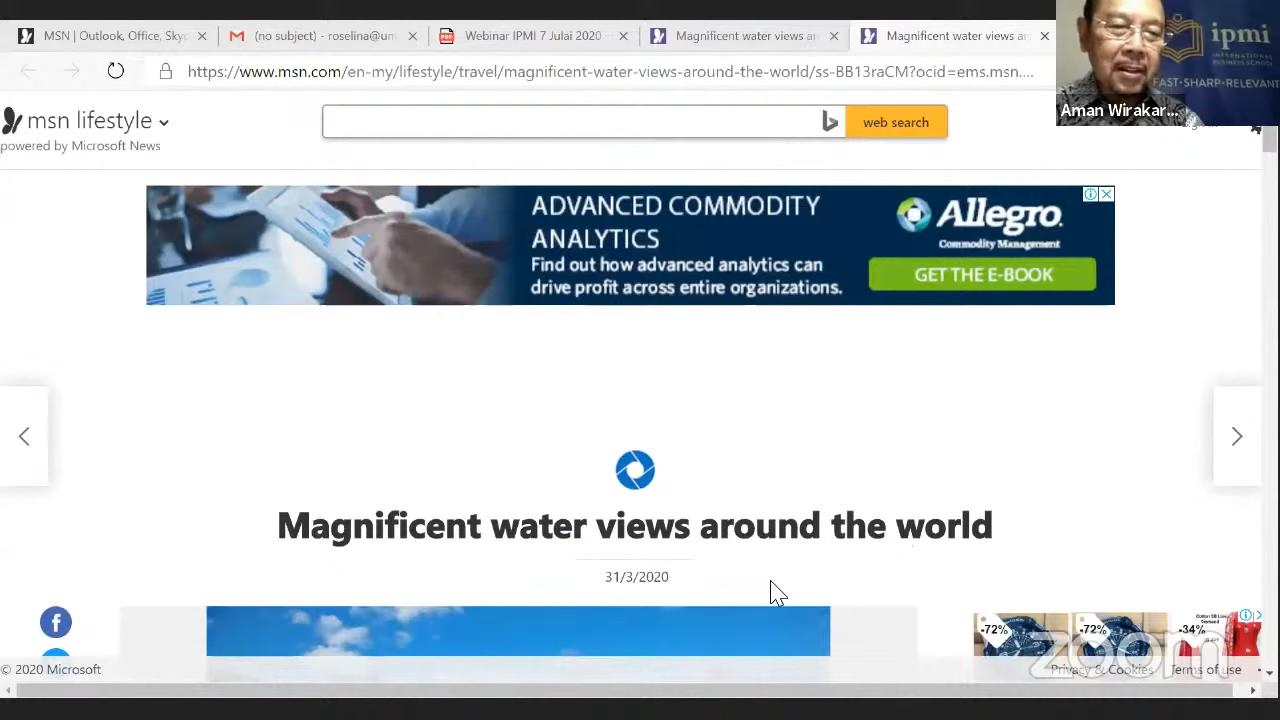 MSN | Outlook, Office, Sky
(no subject) - roselina@um
Webinar IPMI 7 Julai 2020
Magnificent water views ar
Magnificent water views ar
https://www.msn.com/en-my/lifestyle/travel/magnificent-water-views-around-the-world/ss-BB13raCM?ocid=ems.msn....
ipmi
INTERNATIONAL
BUSINESS SCHOOL
FAST•SHARP•RELEVANT
Aman Wirakar...
msn lifestyle
powered by Microsoft News
web search
ADVANCED COMMODITY
ANALYTICS
Find out how advanced analytics can
drive profit across entire organizations.
Allegro.
Commodity Management
GET THE E-BOOK
Magnificent water views around the world
31/3/2020
-72%
-72%
-34%
zoom
© 2020 Microsoft
Privacy & Cookies
Terms of use